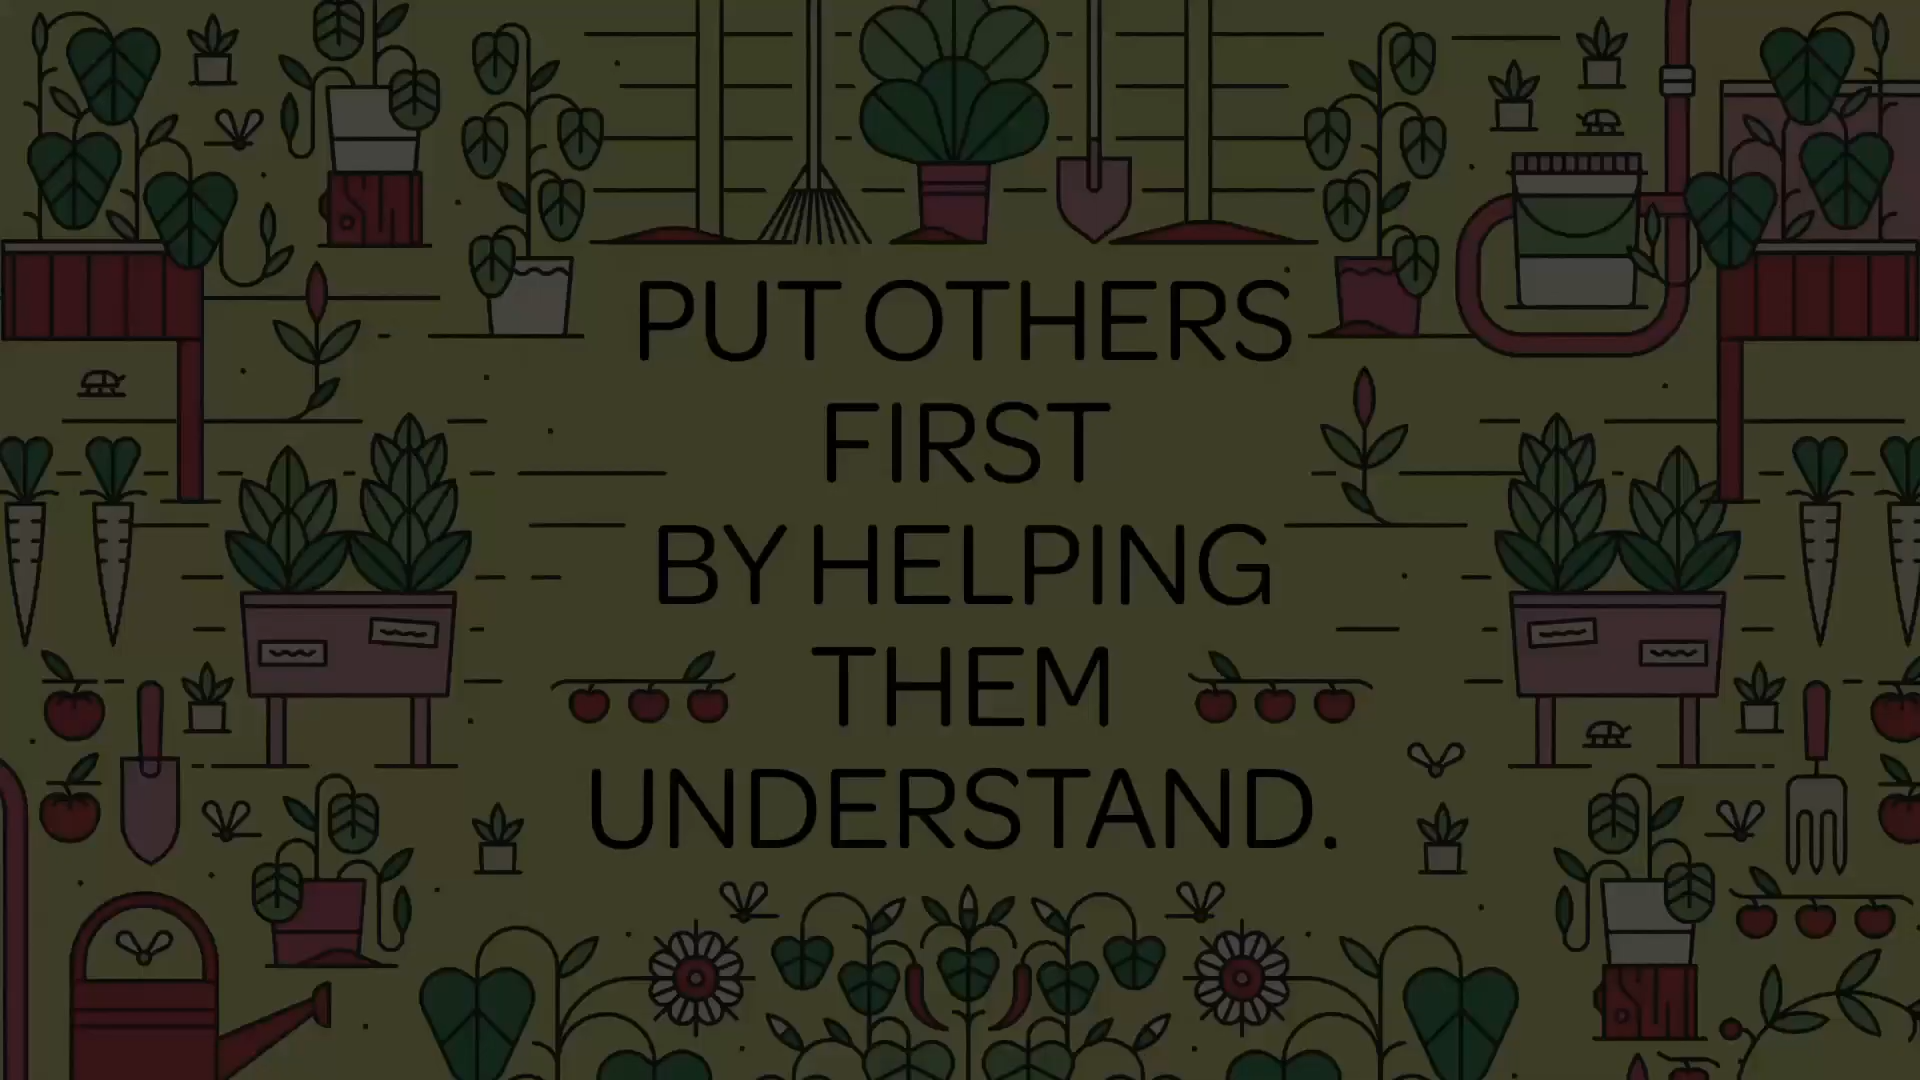 PUT OTHERS
FIRST
BY HELPING
THEM
UNDERSTAND.